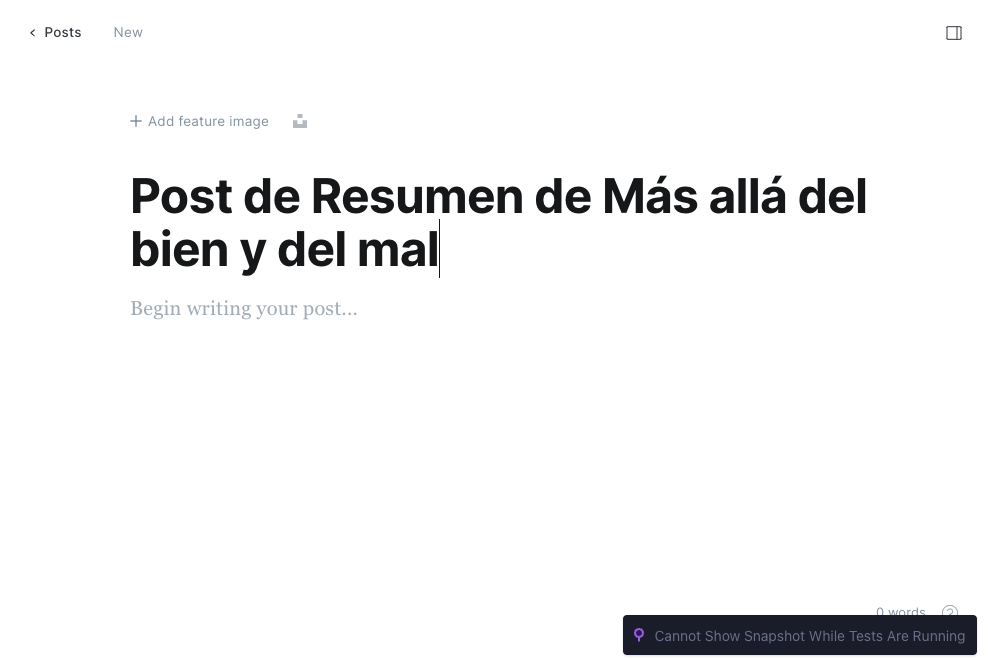 Posts New
Add feature image
Post de Resumen de Más allá del
bien y del mal
Begin writing your post...
0 words ?
Cannot Show Snapshot While Tests Are Running